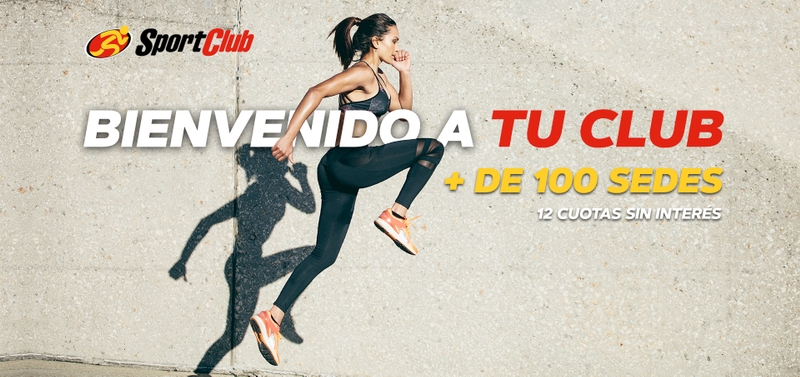 SportClub
BIENVENIDO A TU CLUB
+ DE 100 SEDES
12 CUOTAS SIN INTERÉS